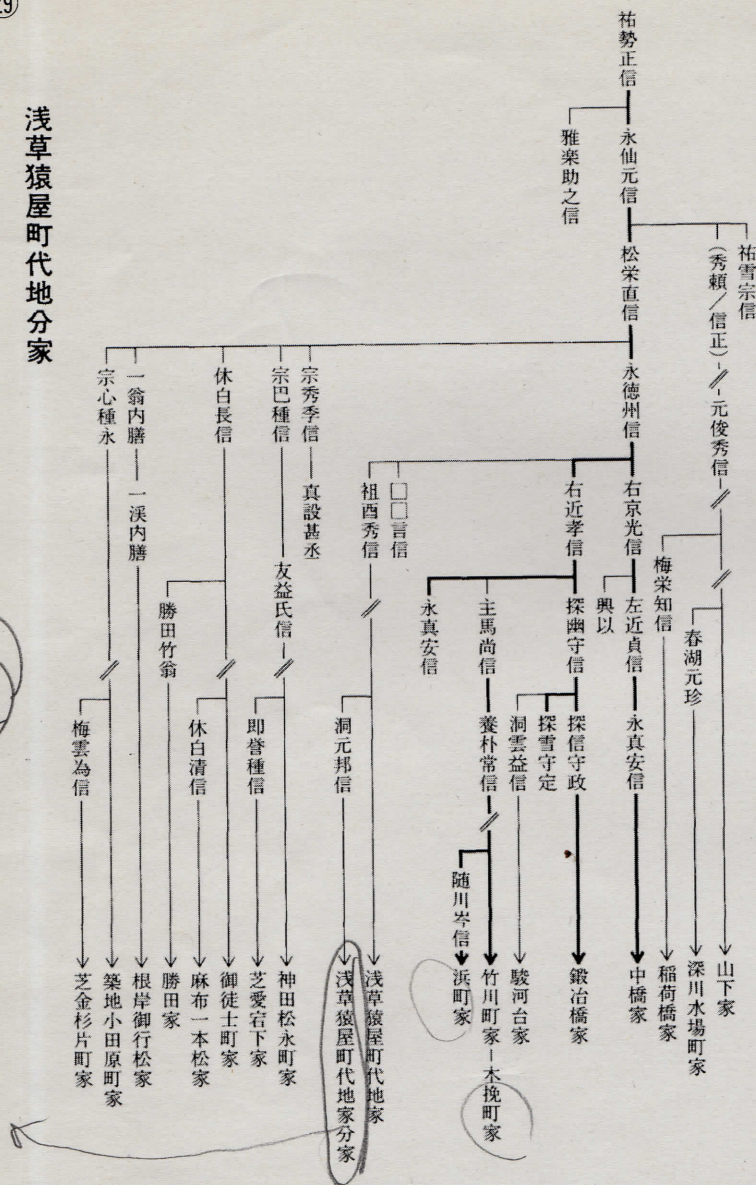 29
浅草猿屋町代地分家
祐勢正信
永仙元信
雅楽助之信
祐雪宗信
(秀頼/信正)
元俊秀信
松栄直信
永徳州信
宗秀季信
真設甚丞
宗巴種信
友益氏信
休白長信
一翁内膳
一渓内膳
宗心種永
右京光信
右近孝信
□□言信
祖酉秀信
梅栄知信
春湖元珍
左近貞信
興以
探幽守信
主馬尚信
永真安信
勝田竹翁
永真安信
探信守政
探雪守定
洞雲益信
養朴常信
洞元邦信
即誉種信
休白清信
梅雲為信
随川岑信
山下家
深川水場町家
稲荷橋家
中橋家
鍛冶橋家
駿河台家
竹川町家-木挽町家
浜町家
浅草猿屋町代地家
浅草猿屋町代地家分家
神田松永町家
芝愛宕下家
御徒士町家
麻布一本松家
勝田家
根岸御行松家
築地小田原町家
芝金杉片町家